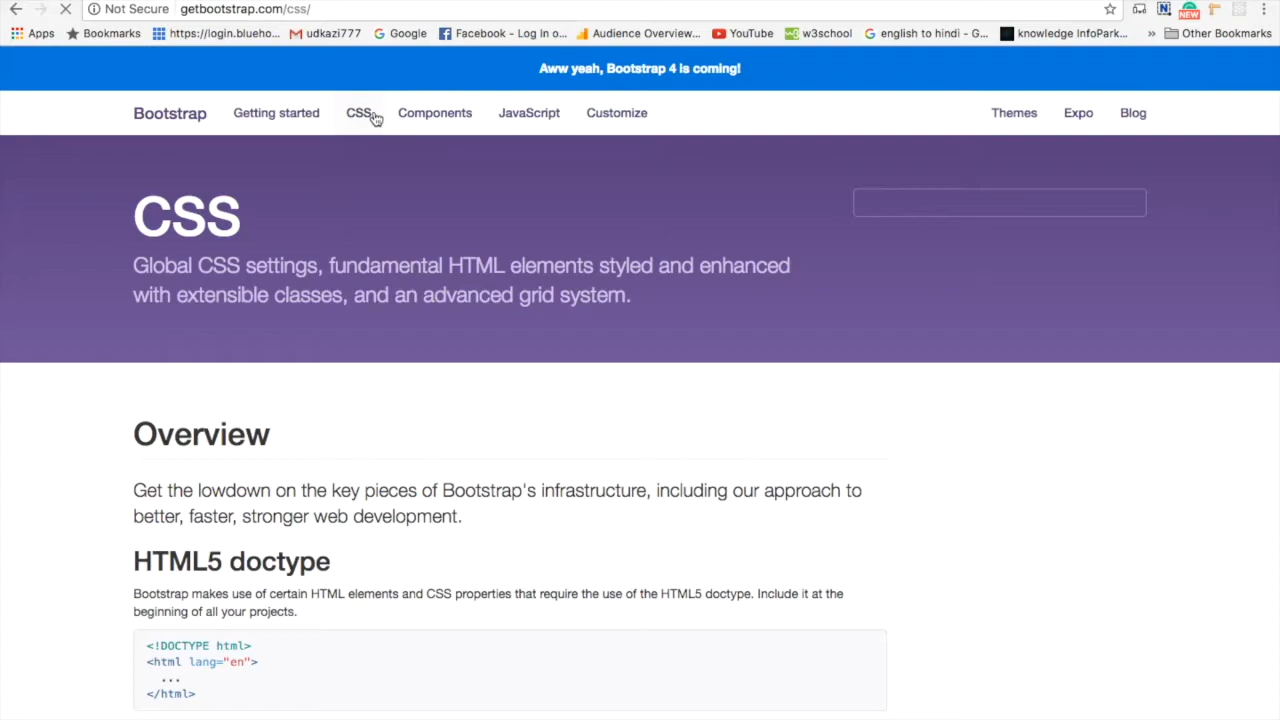 Not Secure getbootstrap.com/css/
Apps Bookmarks https://login.blueho... udkazi777 Google Facebook - Log In o... Audience Overview... YouTube w3school english to hindi - G... knowledge InfoPark... » Other Bookmarks
NEW
Aww yeah, Bootstrap 4 is coming!
Bootstrap Getting started CSS Components JavaScript Customize Themes Expo Blog
CSS
Global CSS settings, fundamental HTML elements styled and enhanced
with extensible classes, and an advanced grid system.
Overview
Get the lowdown on the key pieces of Bootstrap's infrastructure, including our approach to
better, faster, stronger web development.
HTML5 doctype
Bootstrap makes use of certain HTML elements and CSS properties that require the use of the HTML5 doctype. Include it at the
beginning of all your projects.
<!DOCTYPE html>
<html lang="en">
...
</html>